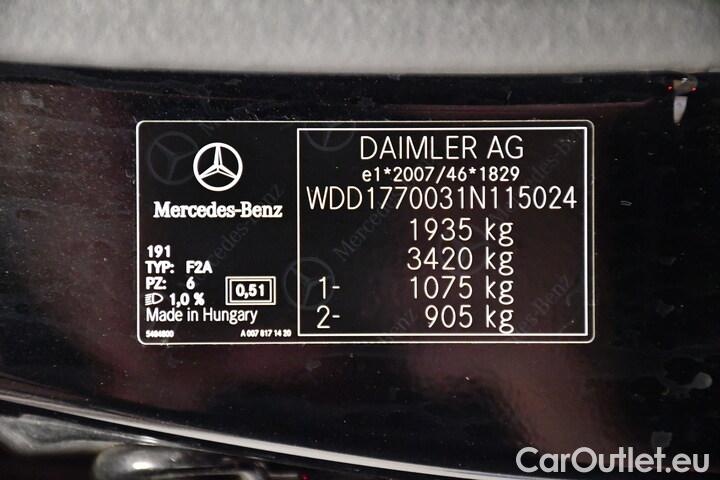 Mercedes-Benz
191
TYP: F2A
PZ: 6
1,0 %
0,51
Made in Hungary
5484800
A 007 817 14 20
DAIMLER AG
e1*2007/46*1829
WDD1770031N115024
1935 kg
3420 kg
1- 1075 kg
2- 905 kg
CarOutlet.eu